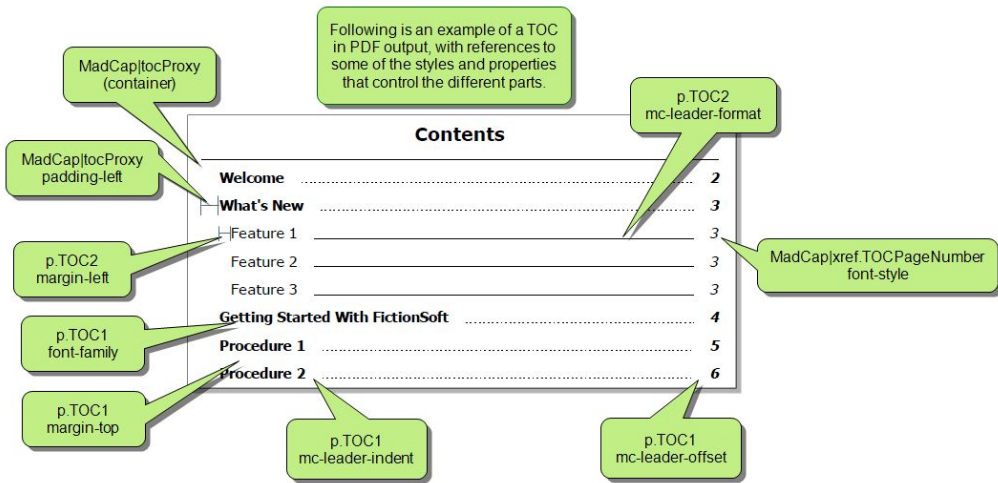 Following is an example of a TOC
in PDF output, with references to
some of the styles and properties
that control the different parts.
MadCap|tocProxy
(container)
p.TOC2
mc-leader-format
MadCap|tocProxy
padding-left
Contents
Welcome ........................................ 2
What's New ........................................ 3
Feature 1 3
Feature 2 3
Feature 3 3
Getting Started With FictionSoft ........................................ 4
Procedure 1 ........................................ 5
Procedure 2 ........................................ 6
p.TOC2
margin-left
MadCap|xref.TOCPageNumber
font-style
p.TOC1
font-family
p.TOC1
margin-top
p.TOC1
mc-leader-indent
p.TOC1
mc-leader-offset